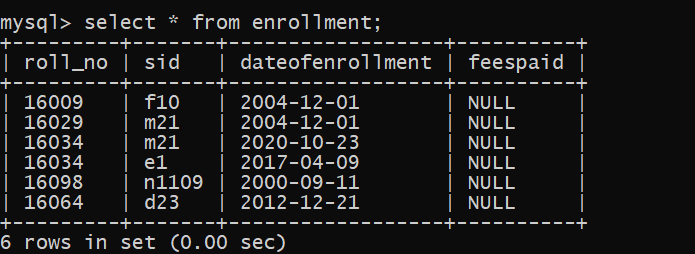 mysql> select * from enrollment;
+---------+-------+------------------+----------+
| roll_no | sid   | dateofenrollment | feespaid |
+---------+-------+------------------+----------+
| 16009   | f10   | 2004-12-01       | NULL     |
| 16029   | m21   | 2004-12-01       | NULL     |
| 16034   | m21   | 2020-10-23       | NULL     |
| 16034   | e1    | 2017-04-09       | NULL     |
| 16098   | n1109 | 2000-09-11       | NULL     |
| 16064   | d23   | 2012-12-21       | NULL     |
+---------+-------+------------------+----------+
6 rows in set (0.00 sec)